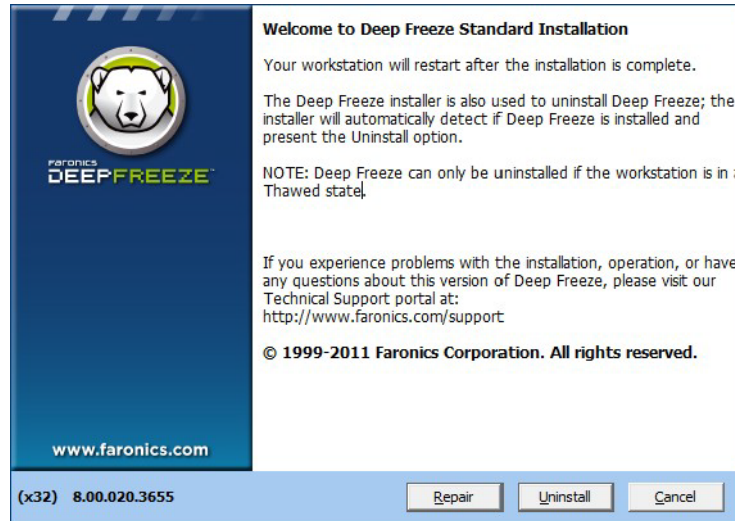 Welcome to Deep Freeze Standard Installation
Your workstation will restart after the installation is complete.
The Deep Freeze installer is also used to uninstall Deep Freeze; the
installer will automatically detect if Deep Freeze is installed and
present the Uninstall option.
NOTE: Deep Freeze can only be uninstalled if the workstation is in
Thawed state.
If you experience problems with the installation, operation, or have
any questions about this version of Deep Freeze, please visit our
Technical Support portal at:
http://www.faronics.com/support
© 1999-2011 Faronics Corporation. All rights reserved.
FARONICS
DEEPFREEZE
www.faronics.com
(x32) 8.00.020.3655
Repair
Uninstall
Cancel